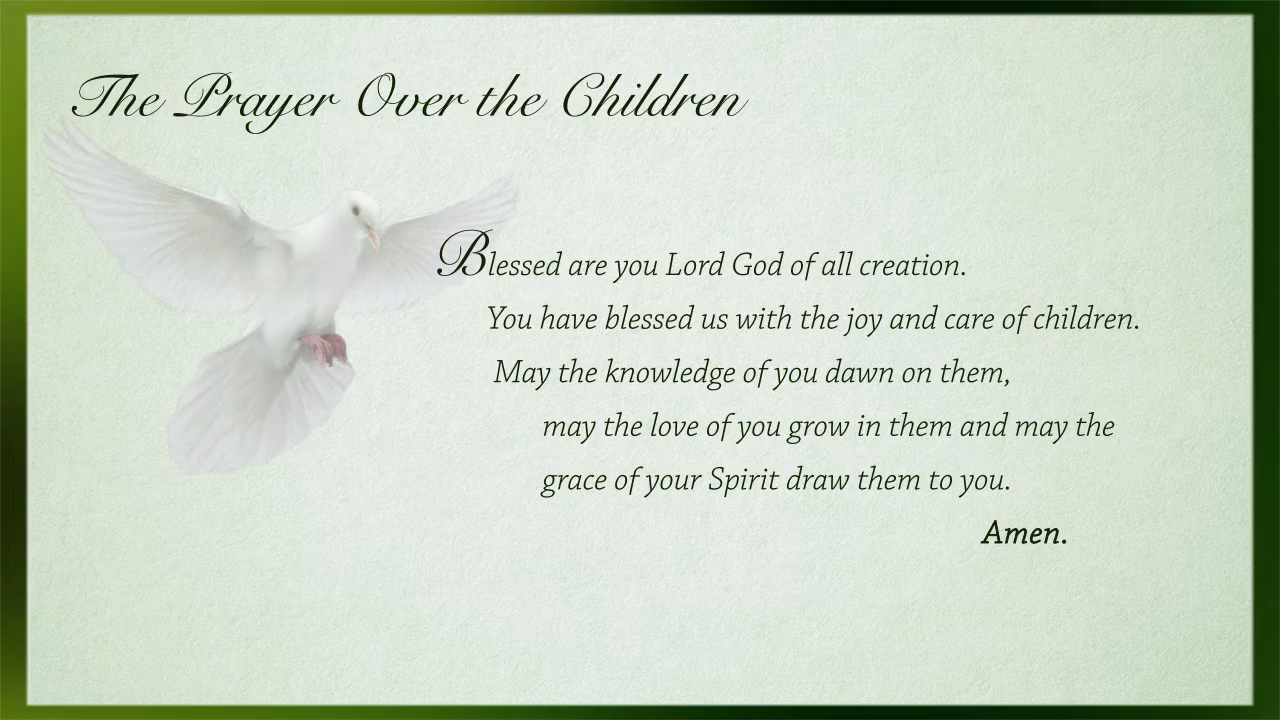 The Prayer Over the Children
Blessed are you Lord God of all creation.
You have blessed us with the joy and care of children.
May the knowledge of you dawn on them,
may the love of you grow in them and may the
grace of your Spirit draw them to you.
Amen.